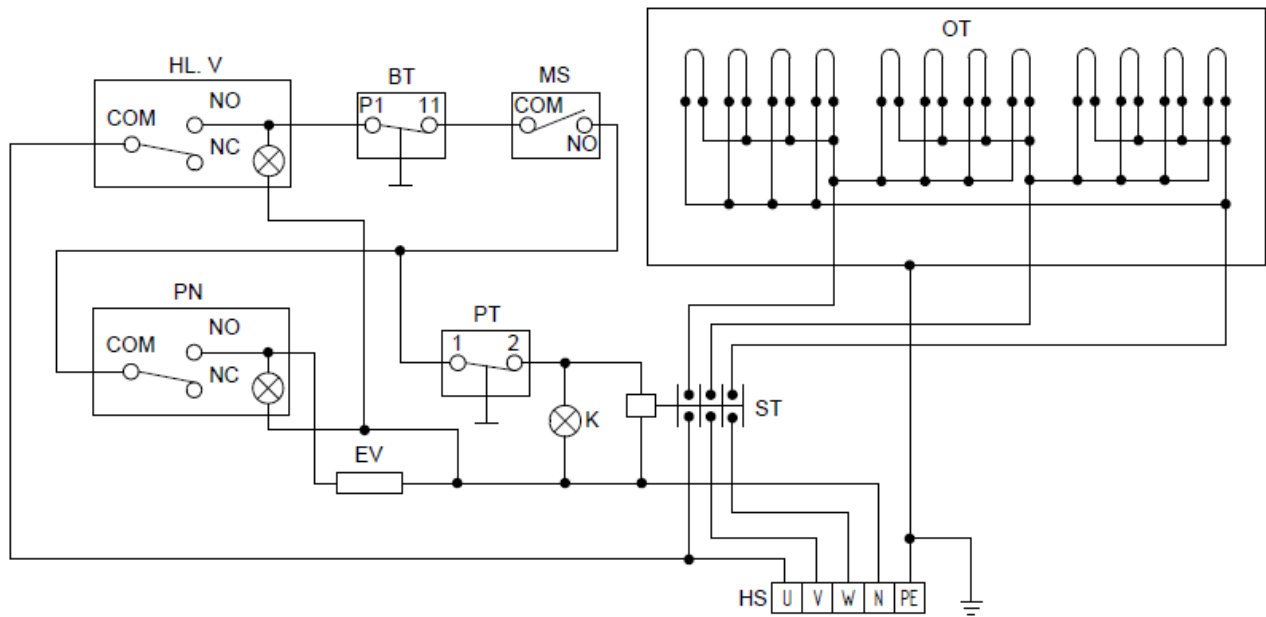 OT
HL. V
BT
MS
NO
COM
NC
P1 11
COM
NO
PN
NO
COM
NC
PT
1 2
K
ST
EV
HS U V W N PE